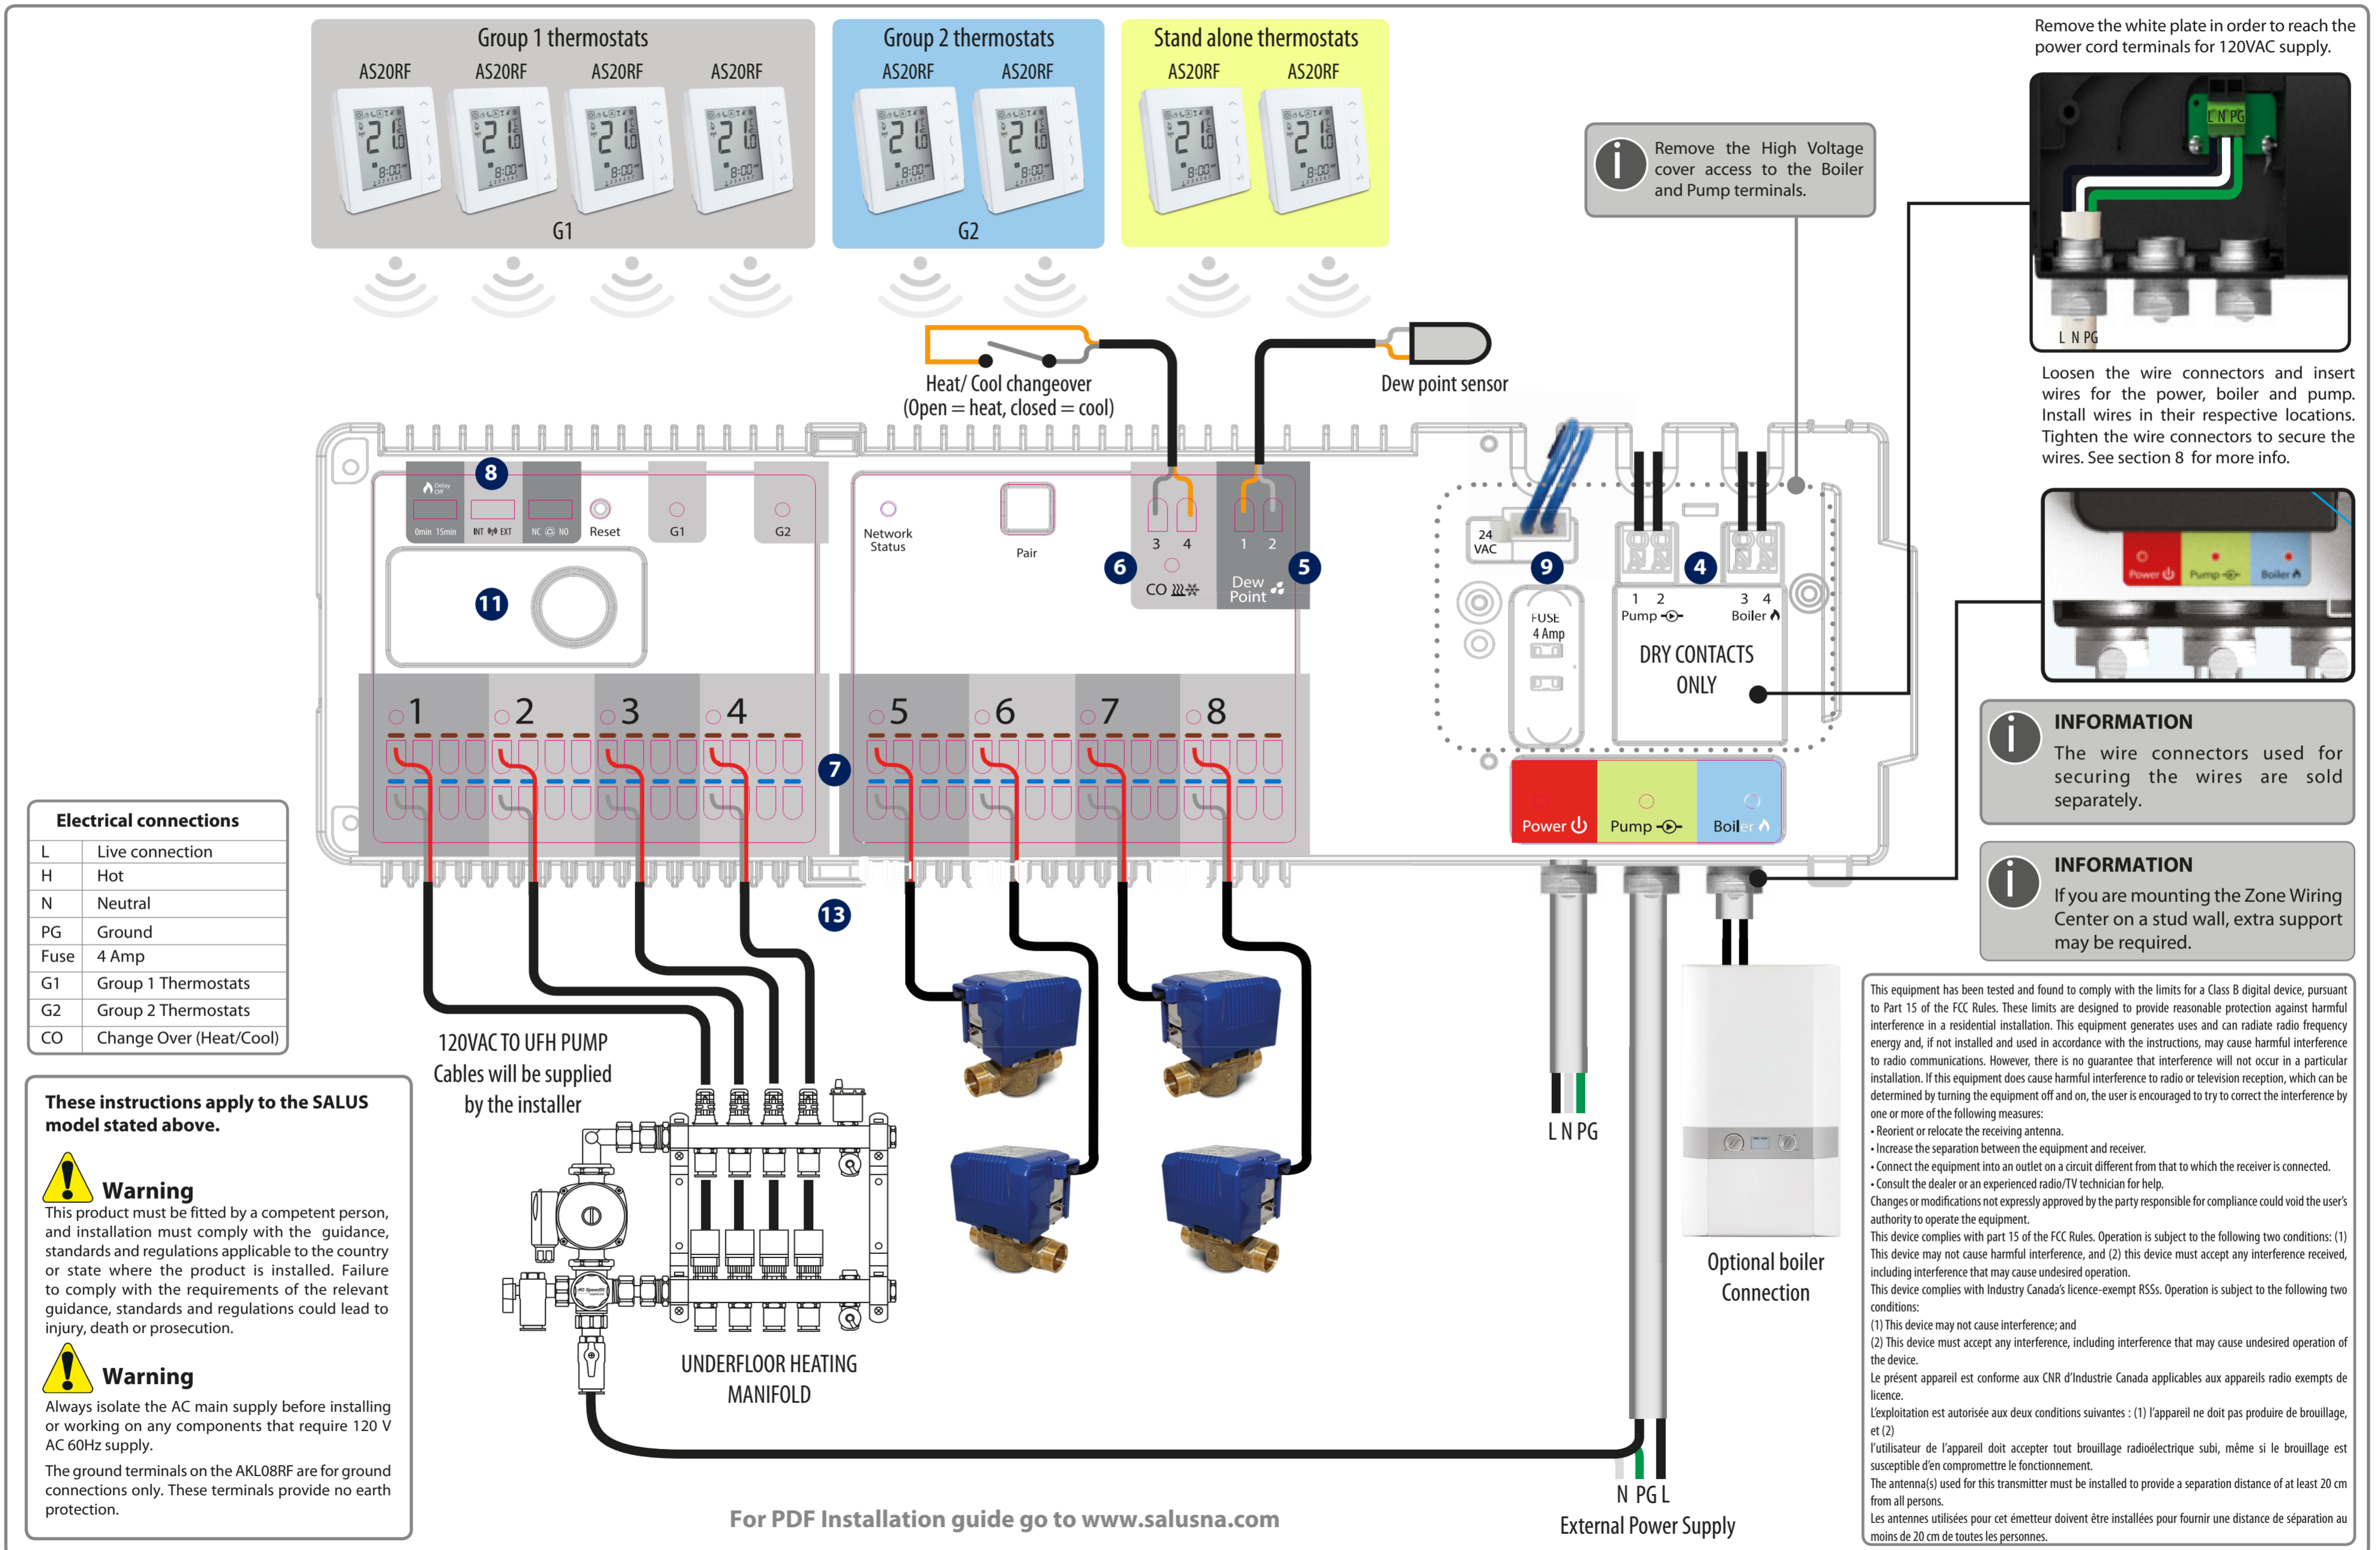 Group 1 thermostats
AS20RF AS20RF AS20RF AS20RF
G1
Group 2 thermostats
AS20RF AS20RF
G2
Stand alone thermostats
AS20RF AS20RF
Remove the white plate in order to reach the
power cord terminals for 120VAC supply.
L N PG
L N PG
Remove the High Voltage
cover access to the Boiler
and Pump terminals.
Loosen the wire connectors and insert
wires for the power, boiler and pump.
Install wires in their respective locations.
Tighten the wire connectors to secure the
wires. See section 8 for more info.
Power Pump Boiler
INFORMATION
The wire connectors used for
securing the wires are sold
separately.
INFORMATION
If you are mounting the Zone Wiring
Center on a stud wall, extra support
may be required.
Heat/ Cool changeover
(Open = heat, closed = cool)
Dew point sensor
8
Delay
Off
0min 15min
INT EXT
NC NO
Reset
G1
G2
11
Network
Status
Pair
3 4
6
CO
1 2
5
Dew
Point
24
VAC
9
FUSE
4 Amp
4
1 2
Pump
3 4
Boiler
DRY CONTACTS
ONLY
1 2 3 4
7
5 6 7 8
Power Pump Boiler
13
Electrical connections
L Live connection
H Hot
N Neutral
PG Ground
Fuse 4 Amp
G1 Group 1 Thermostats
G2 Group 2 Thermostats
CO Change Over (Heat/Cool)
These instructions apply to the SALUS
model stated above.
Warning
This product must be fitted by a competent person,
and installation must comply with the guidance,
standards and regulations applicable to the country
or state where the product is installed. Failure
to comply with the requirements of the relevant
guidance, standards and regulations could lead to
injury, death or prosecution.
Warning
Always isolate the AC main supply before installing
or working on any components that require 120 V
AC 60Hz supply.
The ground terminals on the AKL08RF are for ground
connections only. These terminals provide no earth
protection.
120VAC TO UFH PUMP
Cables will be supplied
by the installer
UNDERFLOOR HEATING
MANIFOLD
L N PG
Optional boiler
Connection
N PG L
External Power Supply
For PDF Installation guide go to www.salusna.com
This equipment has been tested and found to comply with the limits for a Class B digital device, pursuant
to Part 15 of the FCC Rules. These limits are designed to provide reasonable protection against harmful
interference in a residential installation. This equipment generates uses and can radiate radio frequency
energy and, if not installed and used in accordance with the instructions, may cause harmful interference
to radio communications. However, there is no guarantee that interference will not occur in a particular
installation. If this equipment does cause harmful interference to radio or television reception, which can be
determined by turning the equipment off and on, the user is encouraged to try to correct the interference by
one or more of the following measures:
• Reorient or relocate the receiving antenna.
• Increase the separation between the equipment and receiver.
• Connect the equipment into an outlet on a circuit different from that to which the receiver is connected.
• Consult the dealer or an experienced radio/TV technician for help.
Changes or modifications not expressly approved by the party responsible for compliance could void the user's
authority to operate the equipment.
This device complies with part 15 of the FCC Rules. Operation is subject to the following two conditions: (1)
This device may not cause harmful interference, and (2) this device must accept any interference received,
including interference that may cause undesired operation.
This device complies with Industry Canada's licence-exempt RSSs. Operation is subject to the following two
conditions:
(1) This device may not cause interference; and
(2) This device must accept any interference, including interference that may cause undesired operation of
the device.
Le présent appareil est conforme aux CNR d'Industrie Canada applicables aux appareils radio exempts de
licence.
L'exploitation est autorisée aux deux conditions suivantes : (1) l'appareil ne doit pas produire de brouillage,
et (2)
l'utilisateur de l'appareil doit accepter tout brouillage radioélectrique subi, même si le brouillage est
susceptible d'en compromettre le fonctionnement.
The antenna(s) used for this transmitter must be installed to provide a separation distance of at least 20 cm
from all persons.
Les antennes utilisées pour cet émetteur doivent être installées pour fournir une distance de séparation au
moins de 20 cm de toutes les personnes.